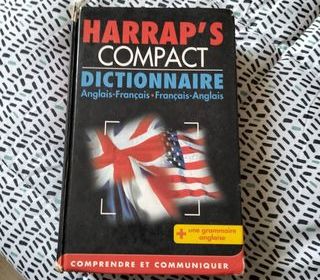 HARRAP'S
COMPACT
DICTIONNAIRE
Anglais-Français • Français-Anglais
+ une grammaire
anglaise
COMPRENDRE ET COMMUNIQUER